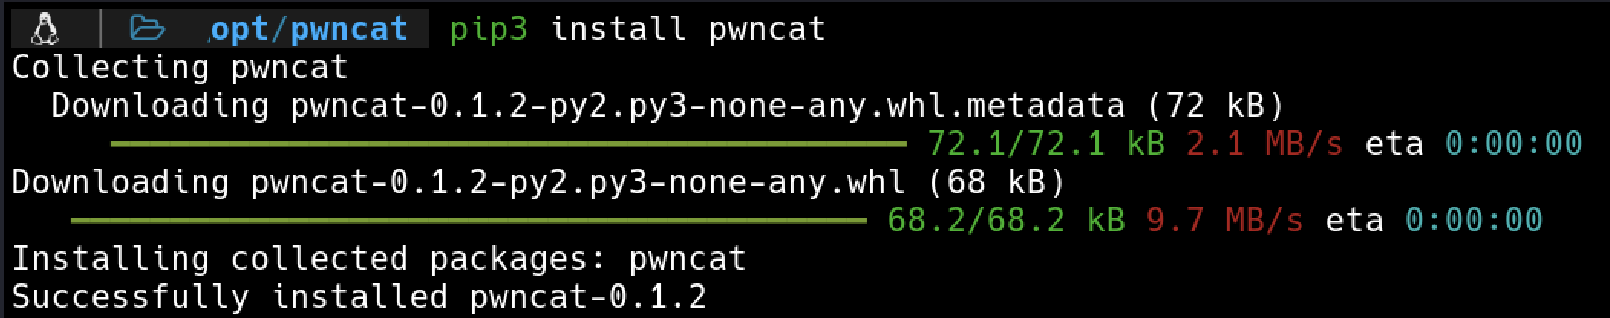 opt/pwncat pip3 install pwncat
Collecting pwncat
Downloading pwncat-0.1.2-py2.py3-none-any.whl.metadata (72 kB)
72.1/72.1 kB 2.1 MB/s eta 0:00:00
Downloading pwncat-0.1.2-py2.py3-none-any.whl (68 kB)
68.2/68.2 kB 9.7 MB/s eta 0:00:00
Installing collected packages: pwncat
Successfully installed pwncat-0.1.2